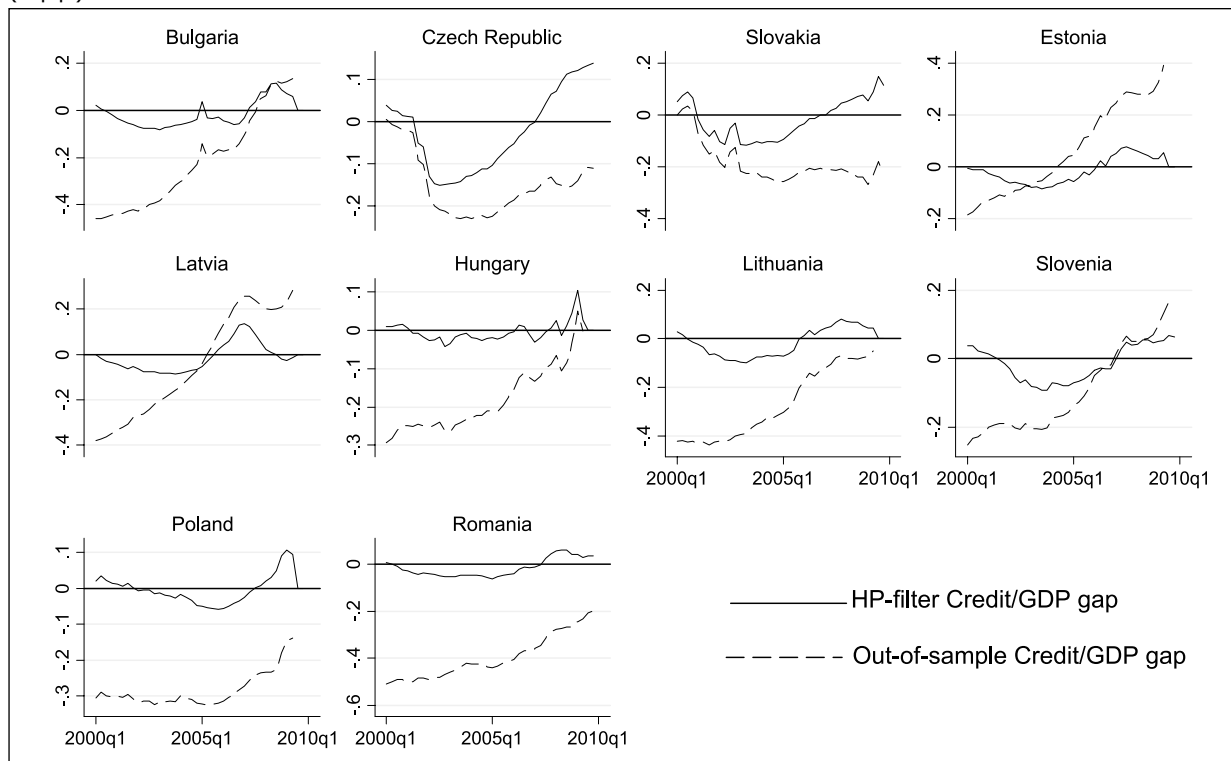 Bulgaria
Czech Republic
Slovakia
Estonia
.2
0
-.2
-.4
.1
0
-.1
-.2
.2
0
-.2
-.4
.4
.2
0
-.2
Latvia
Hungary
Lithuania
Slovenia
.2
0
-.2
-.4
.1
0
-.1
-.2
-.3
.2
0
-.2
-.4
.2
0
-.2
2000q1 2005q1 2010q1
2000q1 2005q1 2010q1
Poland
Romania
.1
0
-.1
-.2
-.3
0
-.2
-.4
-.6
2000q1 2005q1 2010q1
2000q1 2005q1 2010q1
HP-filter Credit/GDP gap
Out-of-sample Credit/GDP gap